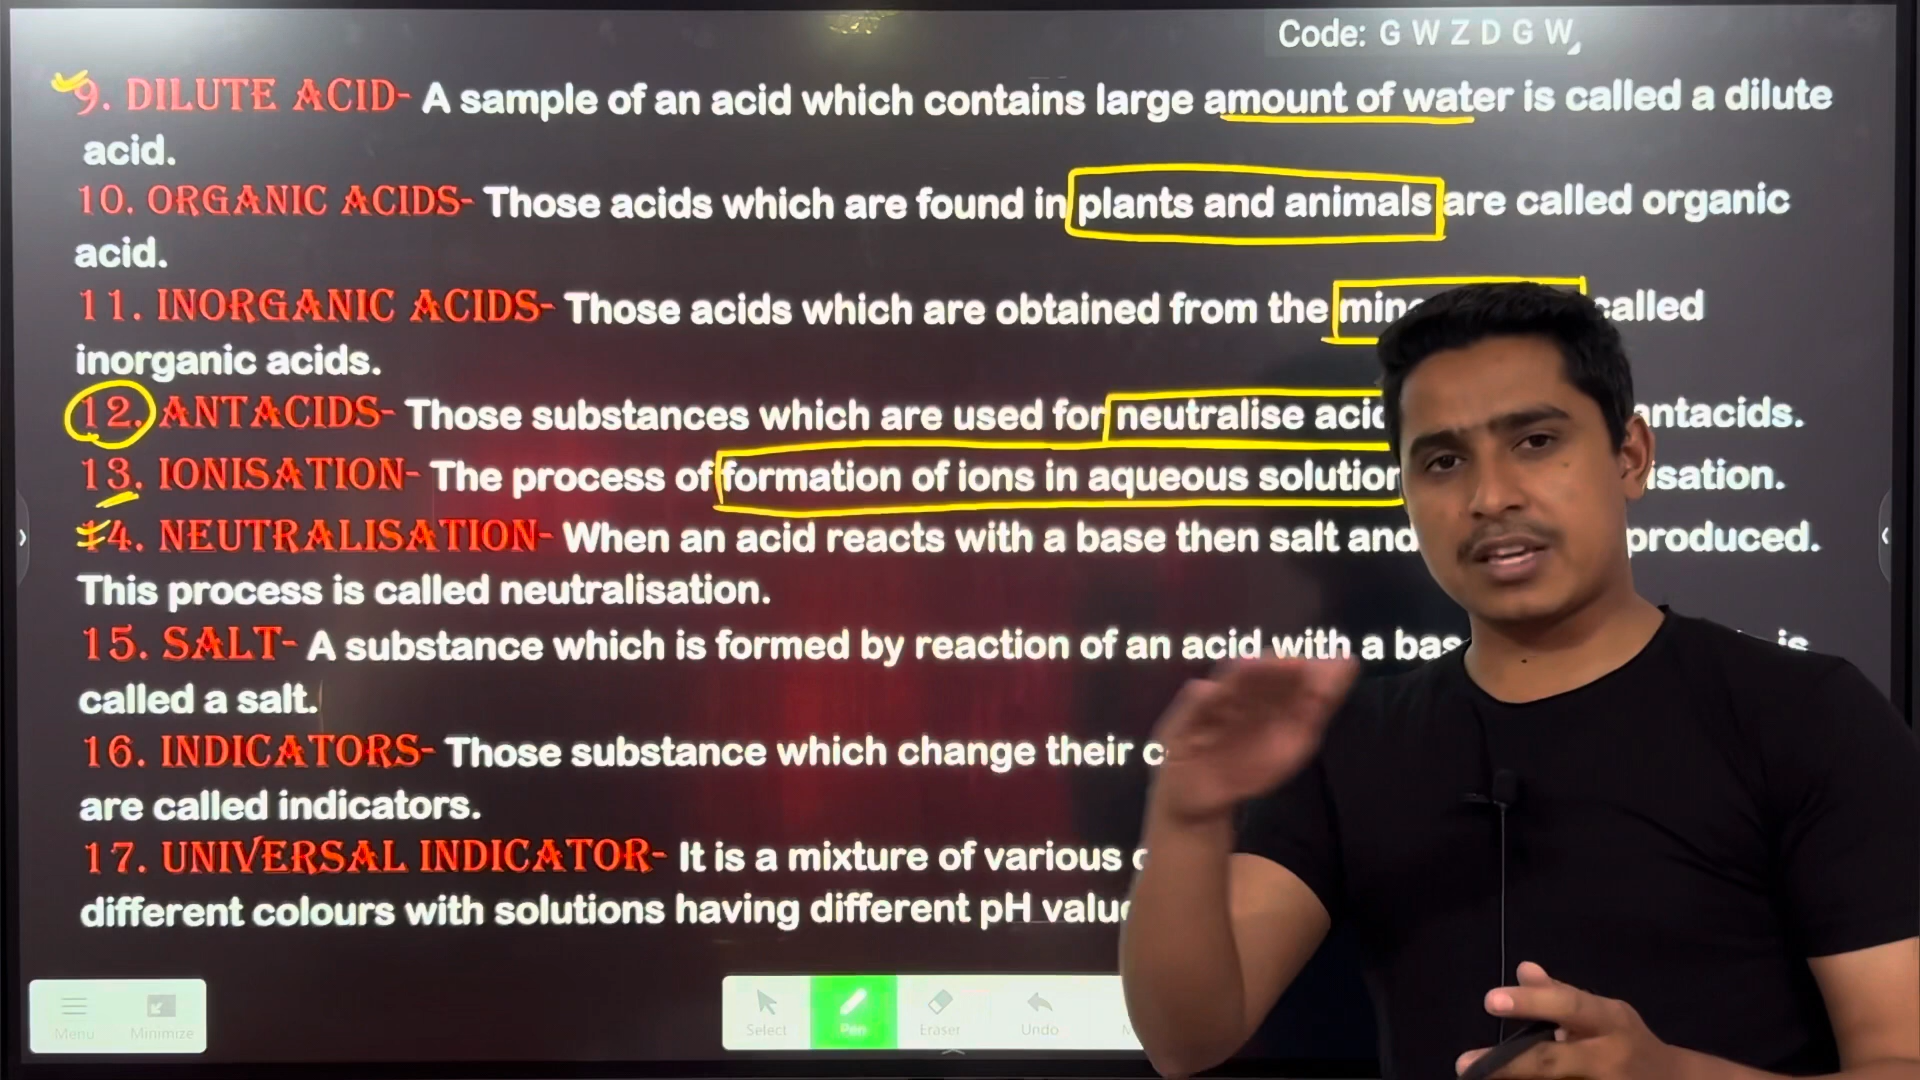 Code: G W Z D G W
9. DILUTE ACID- A sample of an acid which contains large amount of water is called a dilute
acid.
10. ORGANIC ACIDS- Those acids which are found in plants and animals are called organic
acid.
11. INORGANIC ACIDS- Those acids which are obtained from the called
inorganic acids.
12. ANTACIDS- Those substances which are used for neutralise antacids.
13. IONISATION- The process of formation of ions in aqueous
14. NEUTRALISATION- When an acid reacts with a base then salt and produced.
This process is called neutralisation.
15. SALT- A substance which is formed by reaction of an acid with a is
called a salt.
16. INDICATORS- Those substance which change their
are called indicators.
17. UNIVERSAL INDICATOR- It is a mixture of various
different colours with solutions having different pH
Menu Minimize Select Pen Eraser Undo